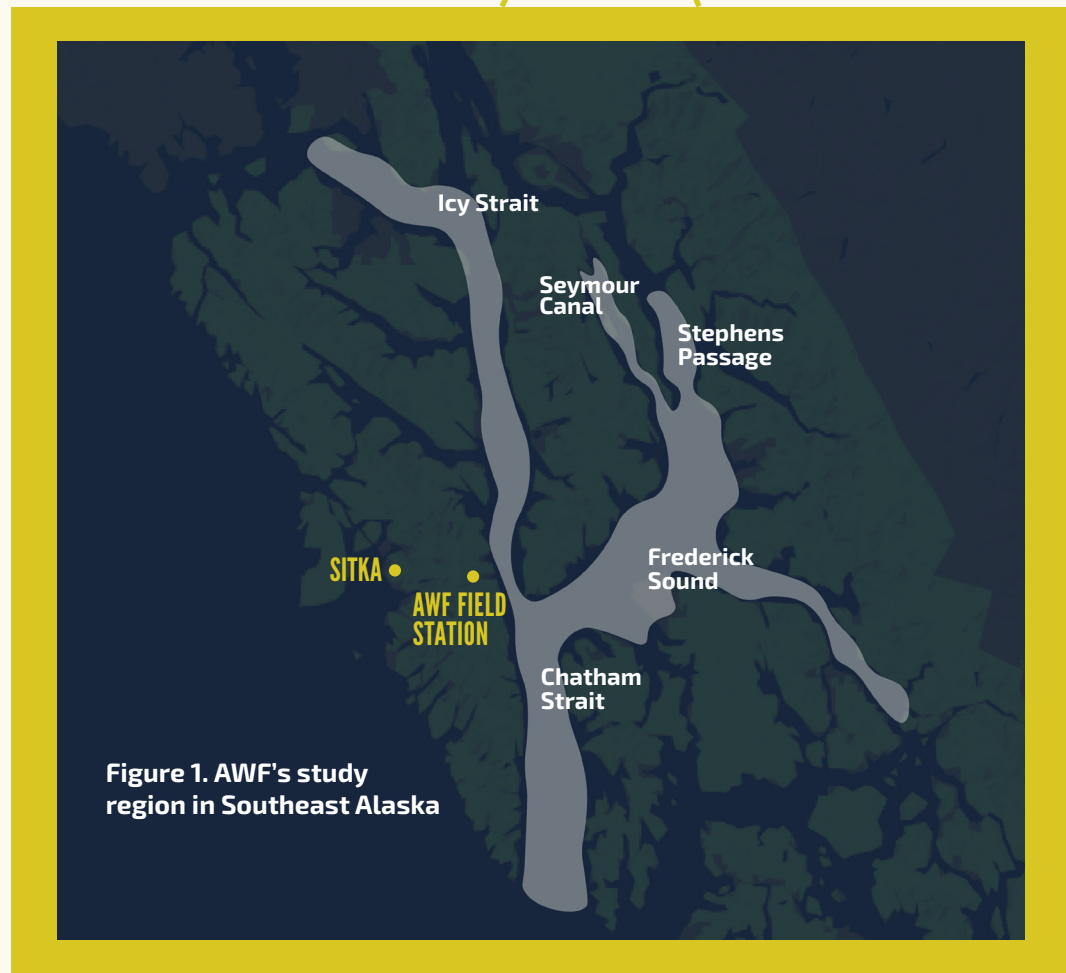 Icy Strait
Seymour
Canal
Stephens
Passage
Frederick
Sound
SITKA
AWF FIELD
STATION
Chatham
Strait
Figure 1. AWF’s study
region in Southeast Alaska